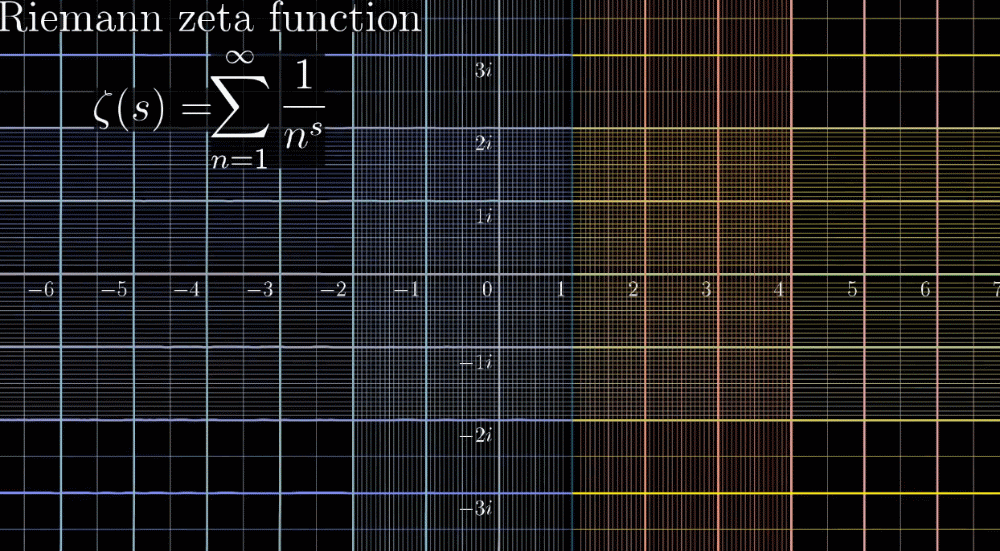 Riemann zeta function
ζ(s) = ∞ ∑ n=1 1/nˢ
3i
2i
1i
−6 −5 −4 −3 −2 −1 0 1 2 3 4 5 6 7
−1i
−2i
−3i